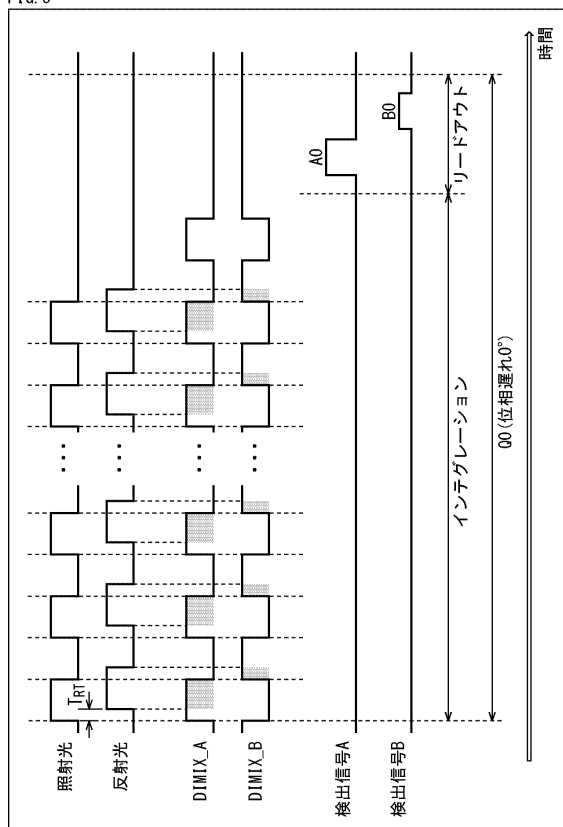 照射光
TRT
反射光
DIMIX_A
DIMIX_B
検出信号A
A0
検出信号B
B0
インテグレーション
リードアウト
Q0(位相遅れ0°)
時間